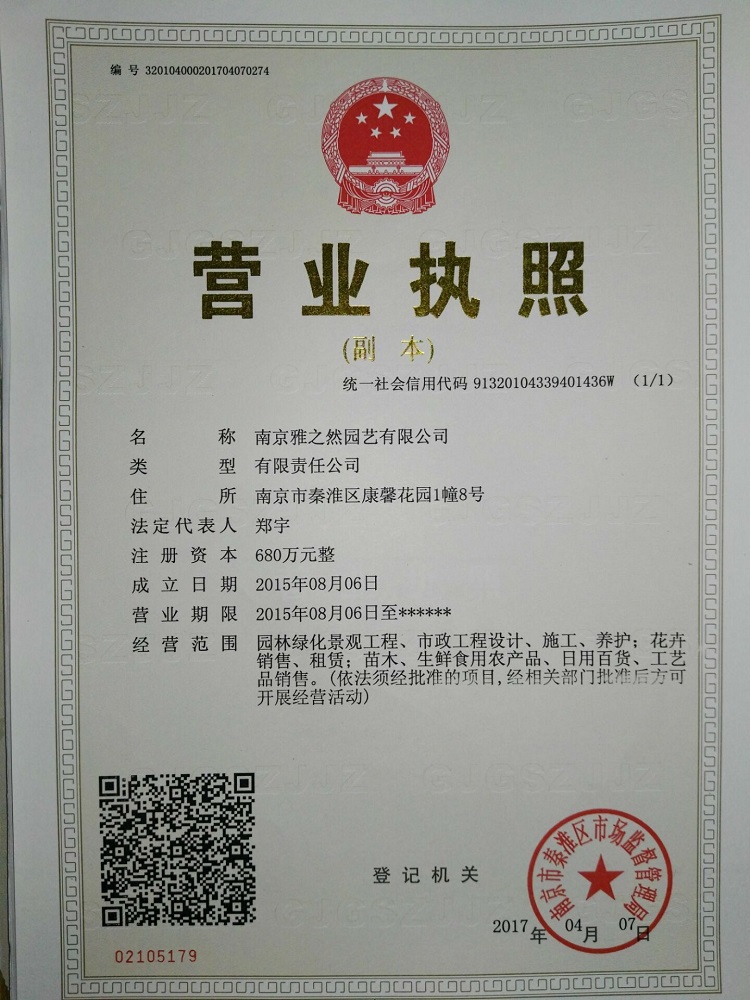 编 号 320104000201704070274
营业执照
(副 本)
统一社会信用代码 91320104339401436W （1/1）
名 称 南京雅之然园艺有限公司
类 型 有限责任公司
住 所 南京市秦淮区康馨花园1幢8号
法定代表人 郑宇
注册资本 680万元整
成立日期 2015年08月06日
营业期限 2015年08月06日至******
经营范围 园林绿化景观工程、市政工程设计、施工、养护；花卉
销售、租赁；苗木、生鲜食用农产品、日用百货、工艺
品销售。(依法须经批准的项目,经相关部门批准后方可
开展经营活动)
登记机关
南京市秦淮区市场监督管理局
2017年 04月 07日
02105179